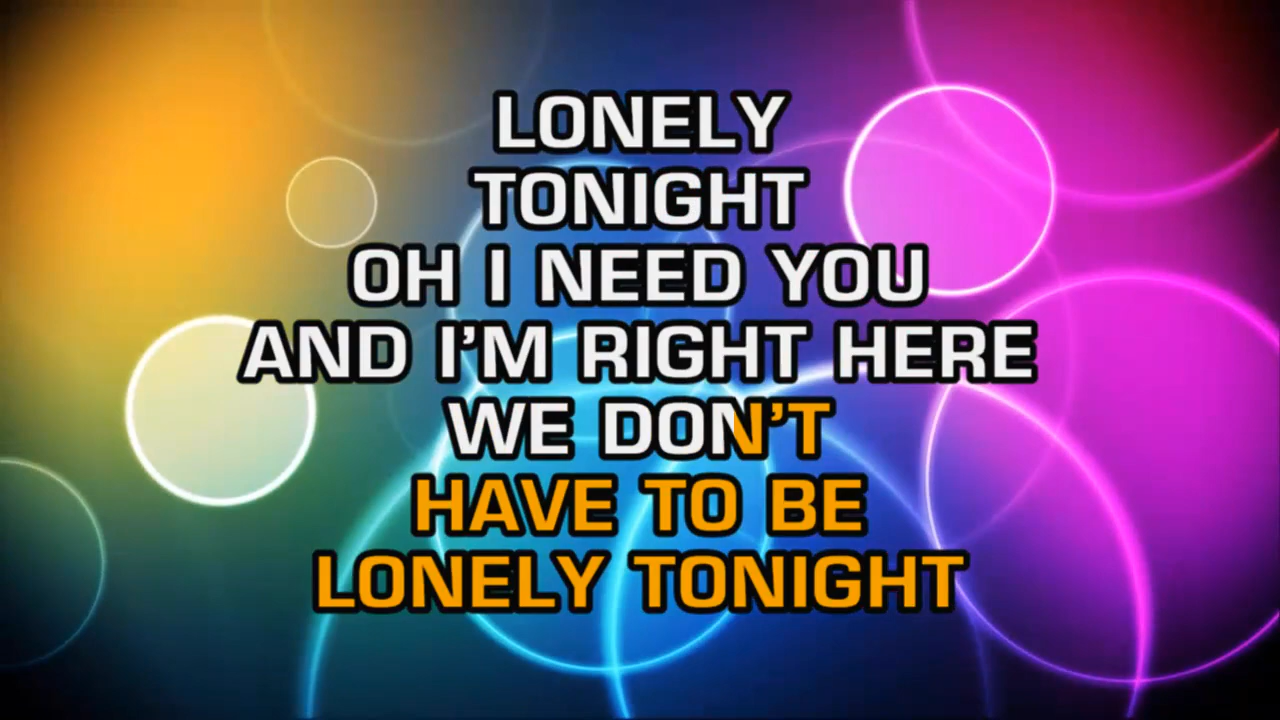 LONELY
TONIGHT
OH I NEED YOU
AND I’M RIGHT HERE
WE DON’T
HAVE TO BE
LONELY TONIGHT